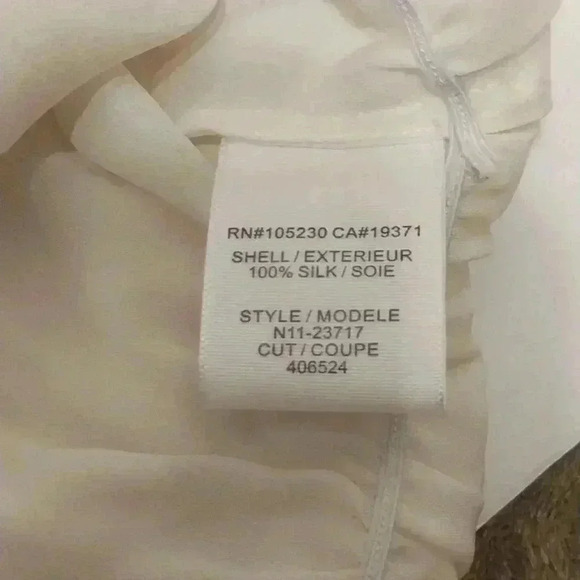 RN#105230 CA#19371
SHELL / EXTERIEUR
100% SILK / SOIE
STYLE / MODELE
N11-23717
CUT / COUPE
406524